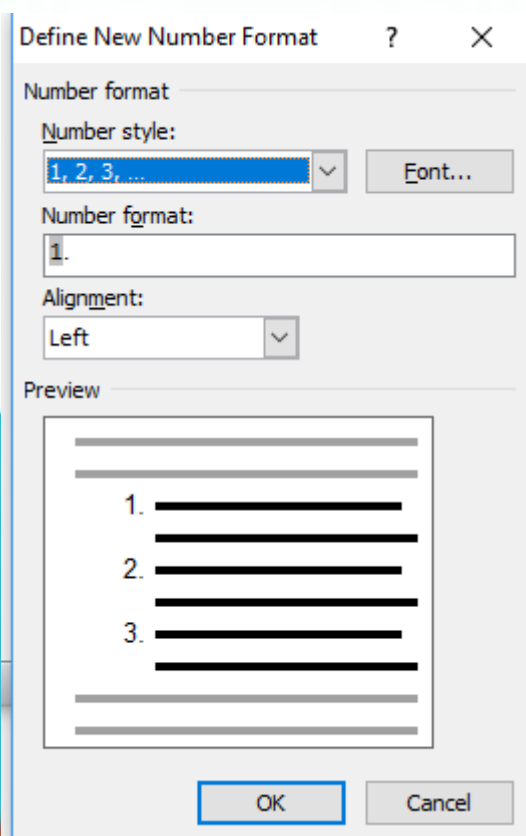 Define New Number Format ? ×
Number format
Number style:
1, 2, 3, ... Font...
Number format:
1.
Alignment:
Left
Preview
1.
2.
3.
OK Cancel